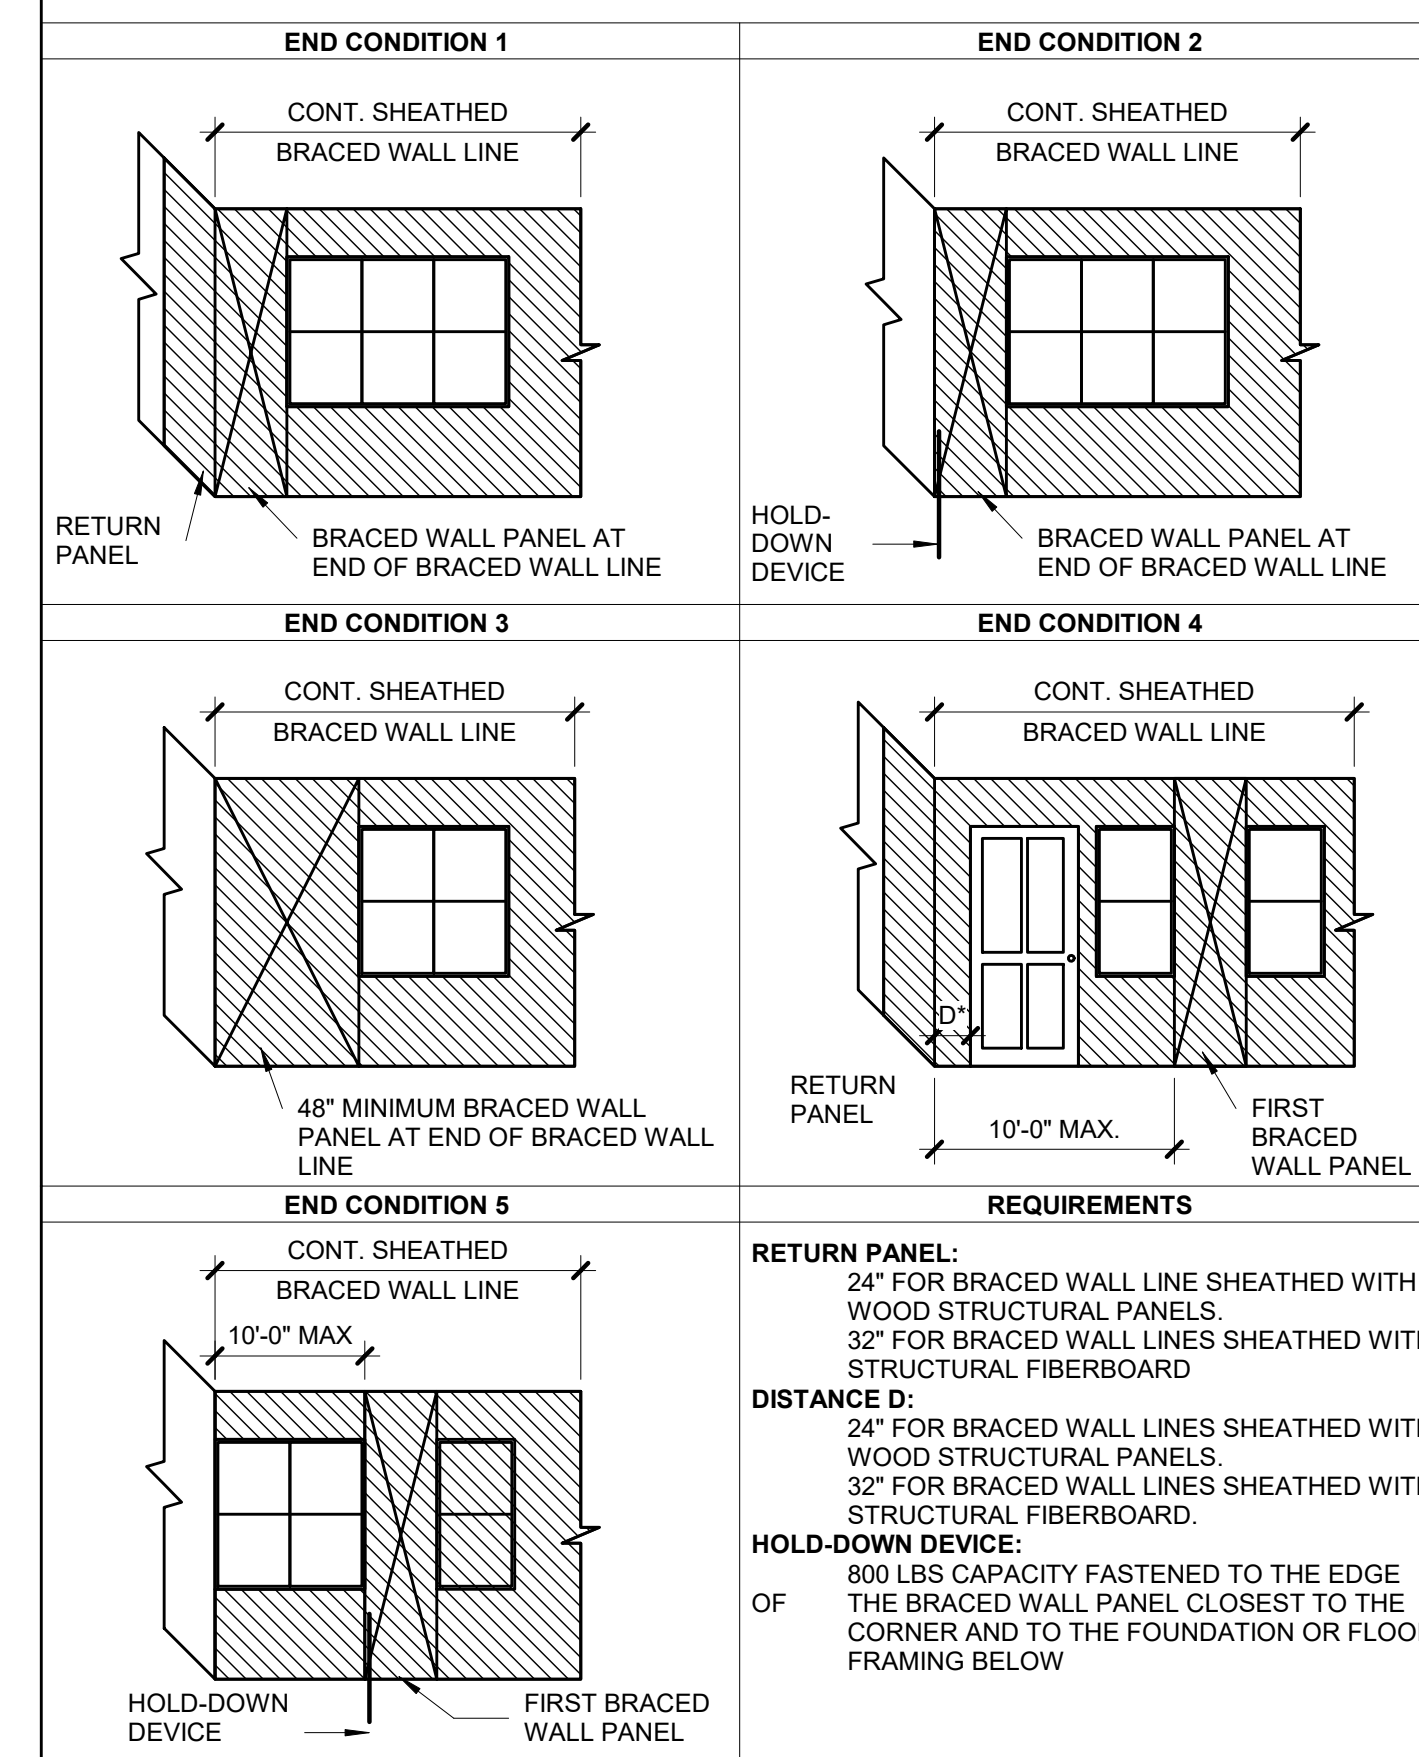 END CONDITION 1
CONT. SHEATHED
BRACED WALL LINE
RETURN
PANEL
BRACED WALL PANEL AT
END OF BRACED WALL LINE
END CONDITION 2
CONT. SHEATHED
BRACED WALL LINE
HOLD-
DOWN
DEVICE
BRACED WALL PANEL AT
END OF BRACED WALL LINE
END CONDITION 3
CONT. SHEATHED
BRACED WALL LINE
48" MINIMUM BRACED WALL
PANEL AT END OF BRACED WALL
LINE
END CONDITION 4
CONT. SHEATHED
BRACED WALL LINE
D*
RETURN
PANEL
10'-0" MAX.
FIRST
BRACED
WALL PANEL
END CONDITION 5
CONT. SHEATHED
BRACED WALL LINE
10'-0" MAX
HOLD-DOWN
DEVICE
FIRST BRACED
WALL PANEL
REQUIREMENTS
RETURN PANEL:
24" FOR BRACED WALL LINE SHEATHED WITH
WOOD STRUCTURAL PANELS.
32" FOR BRACED WALL LINES SHEATHED WITH
STRUCTURAL FIBERBOARD
DISTANCE D:
24" FOR BRACED WALL LINES SHEATHED WITH
WOOD STRUCTURAL PANELS.
32" FOR BRACED WALL LINES SHEATHED WITH
STRUCTURAL FIBERBOARD.
HOLD-DOWN DEVICE:
800 LBS CAPACITY FASTENED TO THE EDGE
OF THE BRACED WALL PANEL CLOSEST TO THE
CORNER AND TO THE FOUNDATION OR FLOOR
FRAMING BELOW